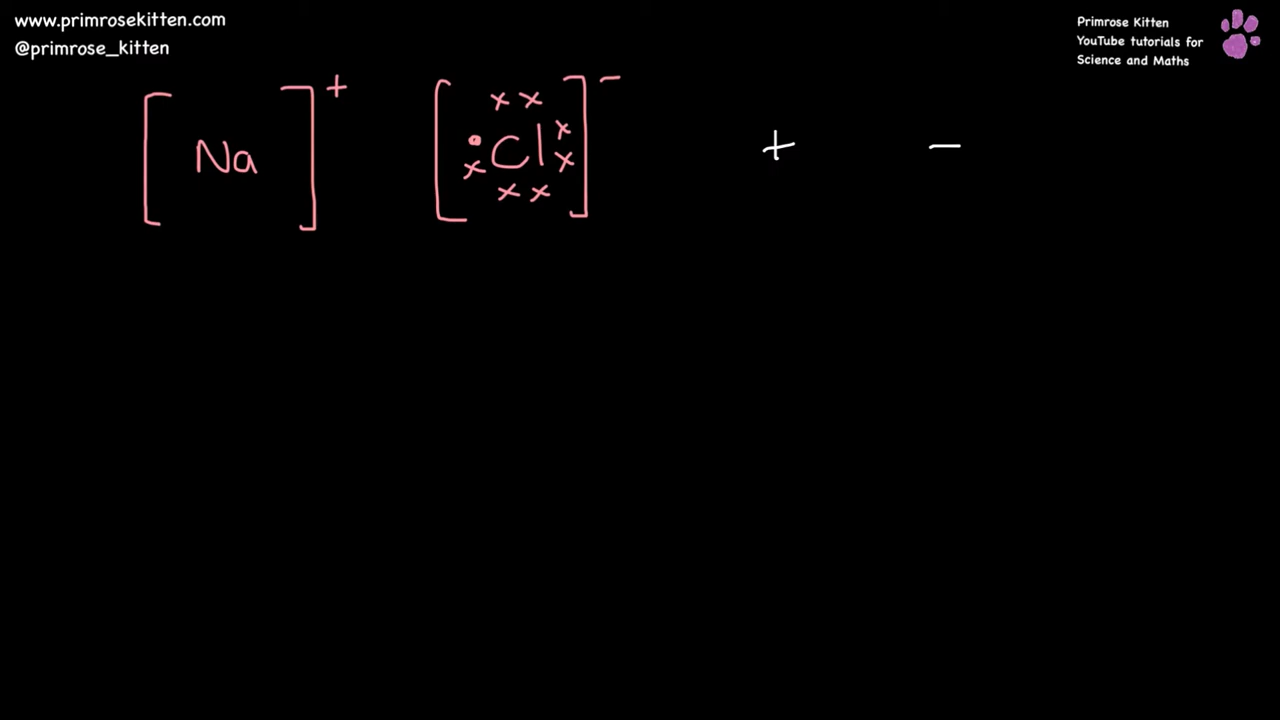 www.primrosekitten.com
@primrose_kitten
Primrose Kitten
YouTube tutorials for
Science and Maths
[ Na ]+ [ Cl ]- + -